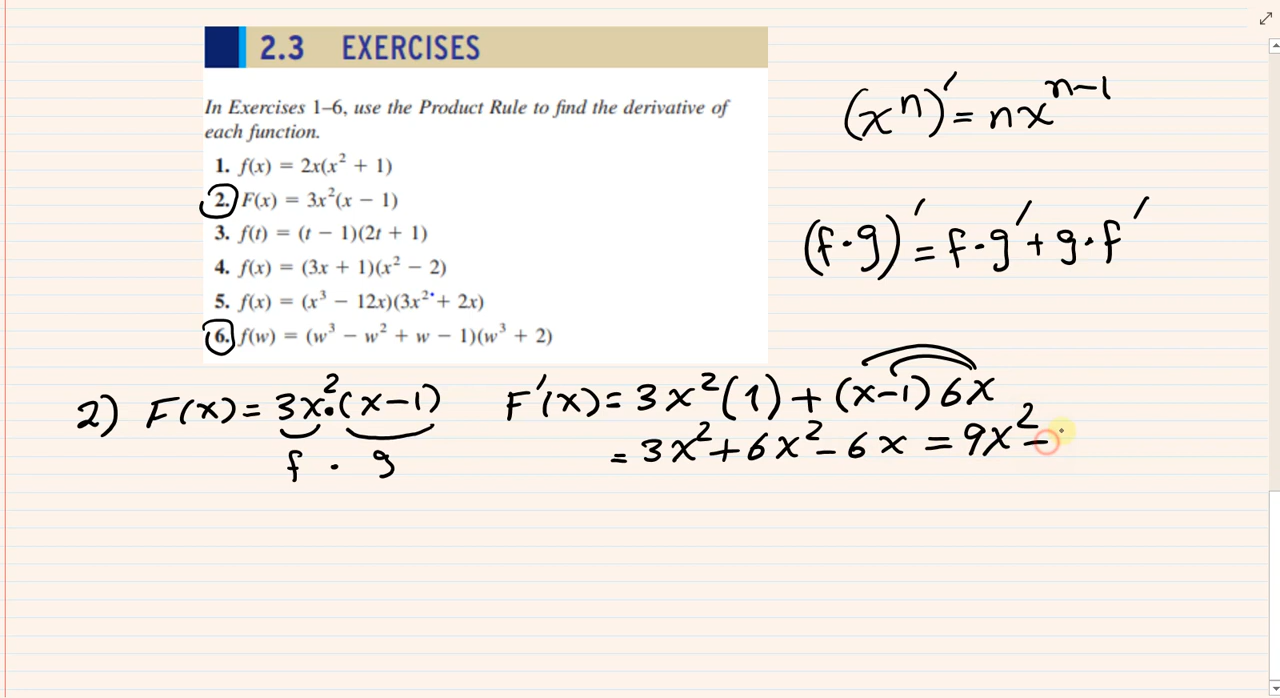 2.3 EXERCISES
In Exercises 1–6, use the Product Rule to find the derivative of
each function.
1. f(x) = 2x(x² + 1)
2. F(x) = 3x²(x − 1)
3. f(t) = (t − 1)(2t + 1)
4. f(x) = (3x + 1)(x² − 2)
5. f(x) = (x³ − 12x)(3x² + 2x)
6. f(w) = (w³ − w² + w − 1)(w³ + 2)
(xⁿ)′ = nxⁿ⁻¹
(f·g)′ = f·g′ + g·f′
2) F(x) = 3x²·(x−1)
f · g
F′(x) = 3x²(1) + (x−1)6x
= 3x² + 6x² − 6x = 9x² −